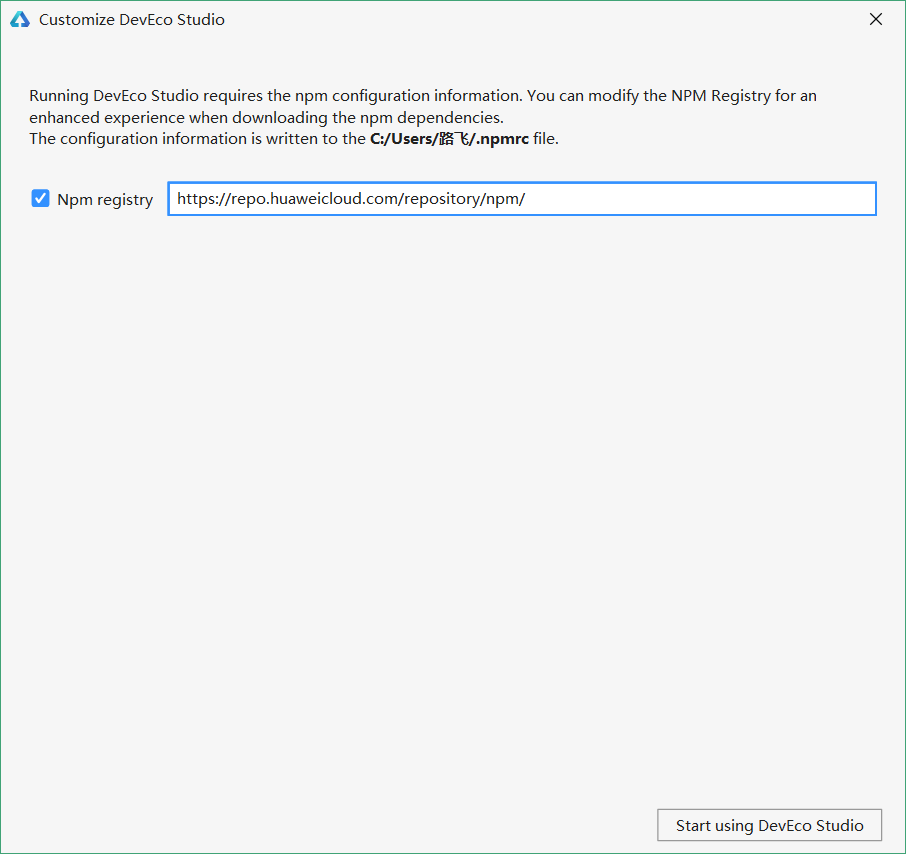 Customize DevEco Studio
Running DevEco Studio requires the npm configuration information. You can modify the NPM Registry for an
enhanced experience when downloading the npm dependencies.
The configuration information is written to the C:/Users/路飞/.npmrc file.
Npm registry https://repo.huaweicloud.com/repository/npm/
Start using DevEco Studio